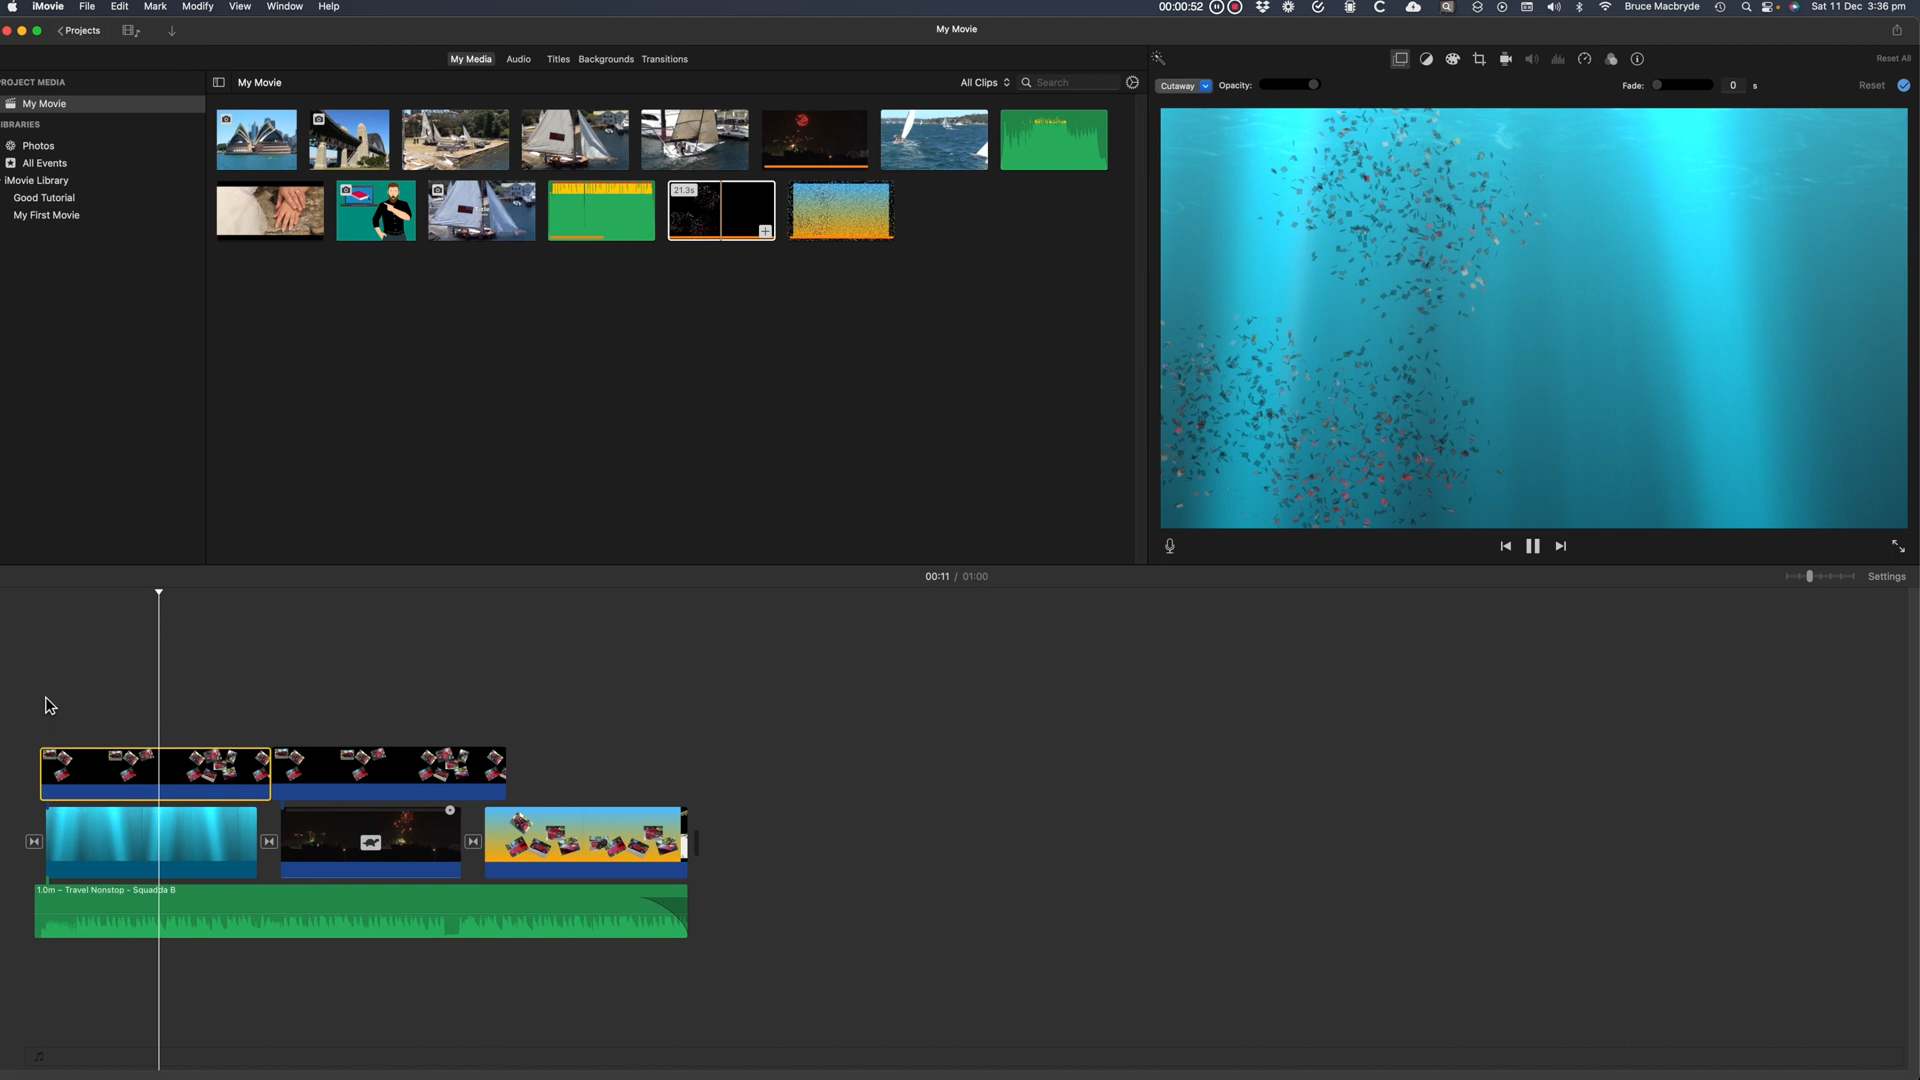 iMovie File Edit Mark Modify View Window Help
00:00:52 Bruce Macbryde Sat 11 Dec 3:36 pm
Projects
My Movie
My Media Audio Titles Backgrounds Transitions
Reset All
PROJECT MEDIA
My Movie
All Clips
Search
Cutaway
Opacity:
Fade:
0
s
Reset
My Movie
IBRARIES
Photos
All Events
iMovie Library
Good Tutorial
My First Movie
21.3s
00:11 / 01:00
Settings
1.0m – Travel Nonstop - Squadda B